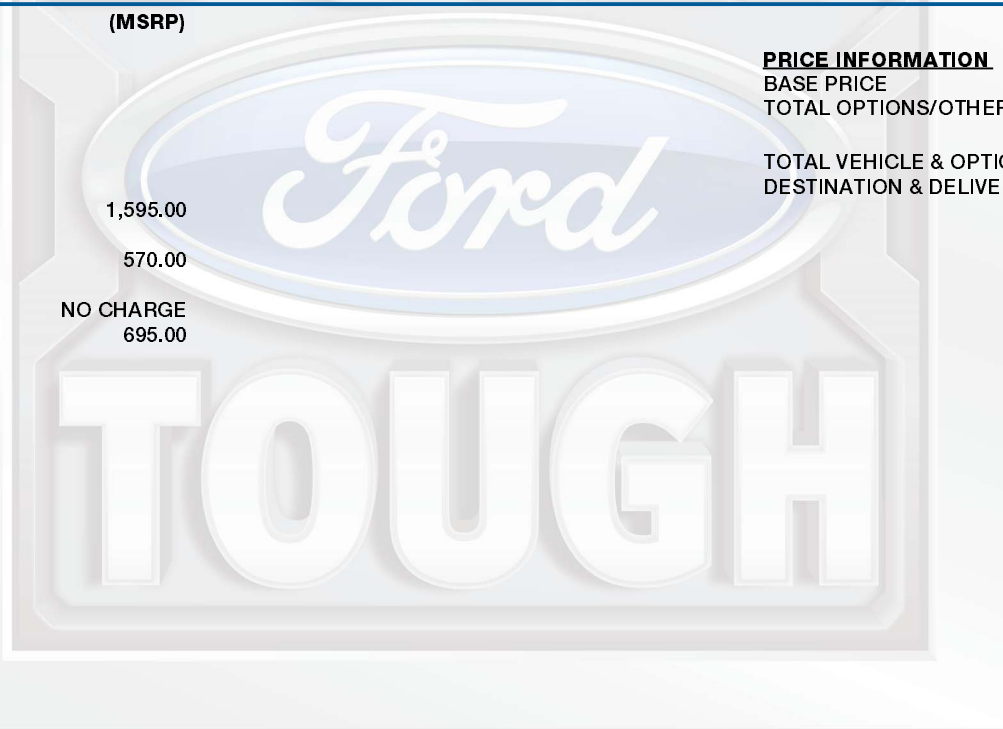 (MSRP)
1,595.00
570.00
NO CHARGE
695.00
PRICE INFORMATION
BASE PRICE
TOTAL OPTIONS/OTHER
TOTAL VEHICLE & OPTIO
DESTINATION & DELIVE
Ford
TOUGH